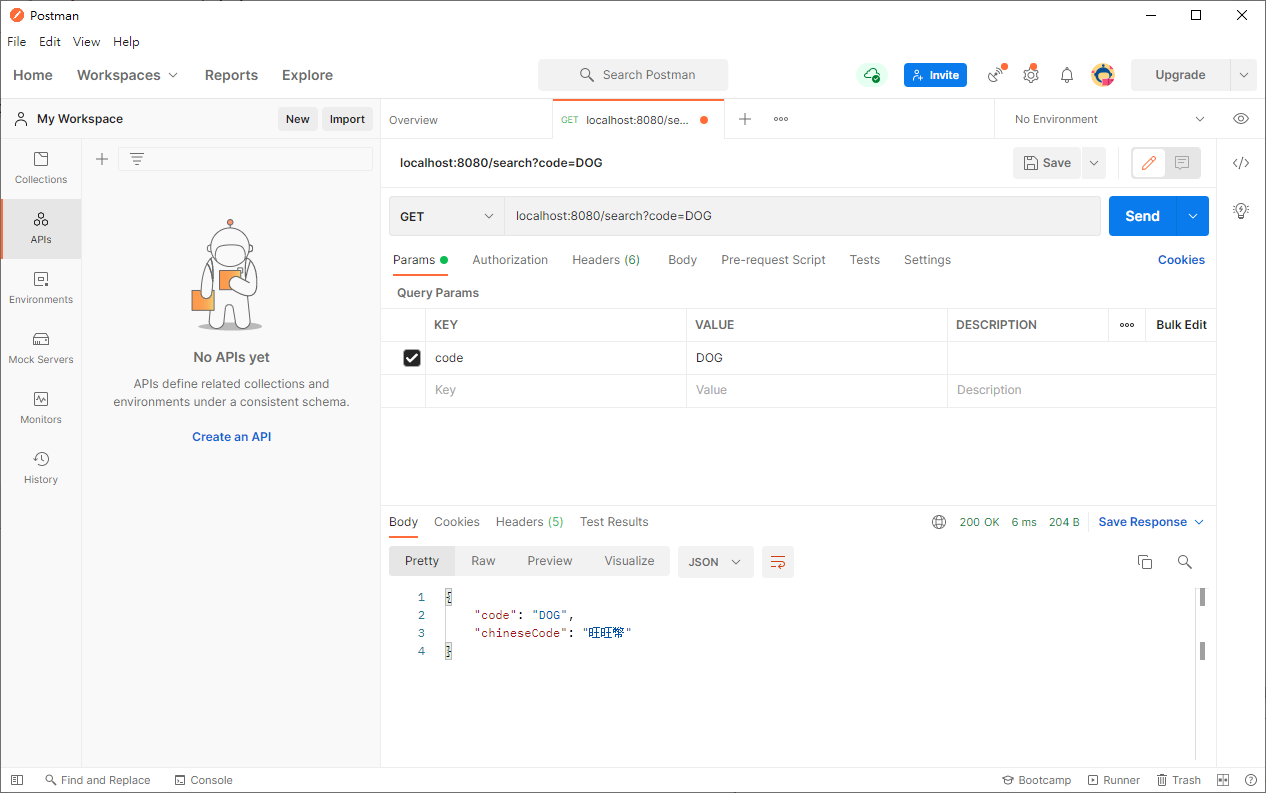 Postman
File Edit View Help
Home Workspaces Reports Explore Search Postman Invite Upgrade
My Workspace New Import Overview GET localhost:8080/se... No Environment
Collections
APIs
Environments
Mock Servers
Monitors
History
No APIs yet
APIs define related collections and
environments under a consistent schema.
Create an API
localhost:8080/search?code=DOG Save
GET localhost:8080/search?code=DOG Send
Params Authorization Headers (6) Body Pre-request Script Tests Settings Cookies
Query Params
KEY VALUE DESCRIPTION Bulk Edit
code DOG
Key Value Description
Body Cookies Headers (5) Test Results 200 OK 6 ms 204 B Save Response
Pretty Raw Preview Visualize JSON
1 {
2 "code": "DOG",
3 "chineseCode": "旺旺幣"
4 }
Find and Replace Console Bootcamp Runner Trash